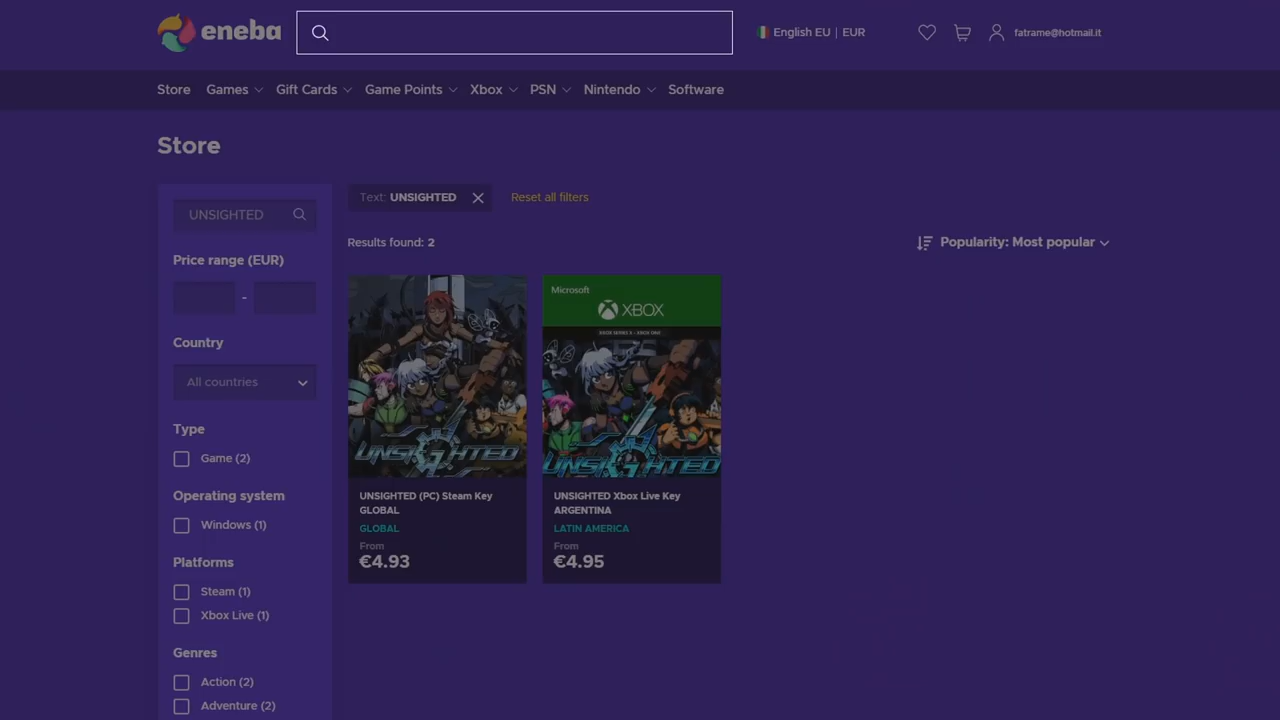 eneba
English EU | EUR
fatrame@hotmail.it
Store Games Gift Cards Game Points Xbox PSN Nintendo Software
Store
UNSIGHTED
Text: UNSIGHTED
Reset all filters
Results found: 2
Popularity: Most popular
Price range (EUR)
-
Country
All countries
Type
Game (2)
Operating system
Windows (1)
Platforms
Steam (1)
Xbox Live (1)
Genres
Action (2)
Adventure (2)
UNSIGHTED
UNSIGHTED (PC) Steam Key
GLOBAL
GLOBAL
From
€4.93
Microsoft
XBOX
XBOX SERIES X - XBOX ONE
UNSIGHTED
UNSIGHTED Xbox Live Key
ARGENTINA
LATIN AMERICA
From
€4.95